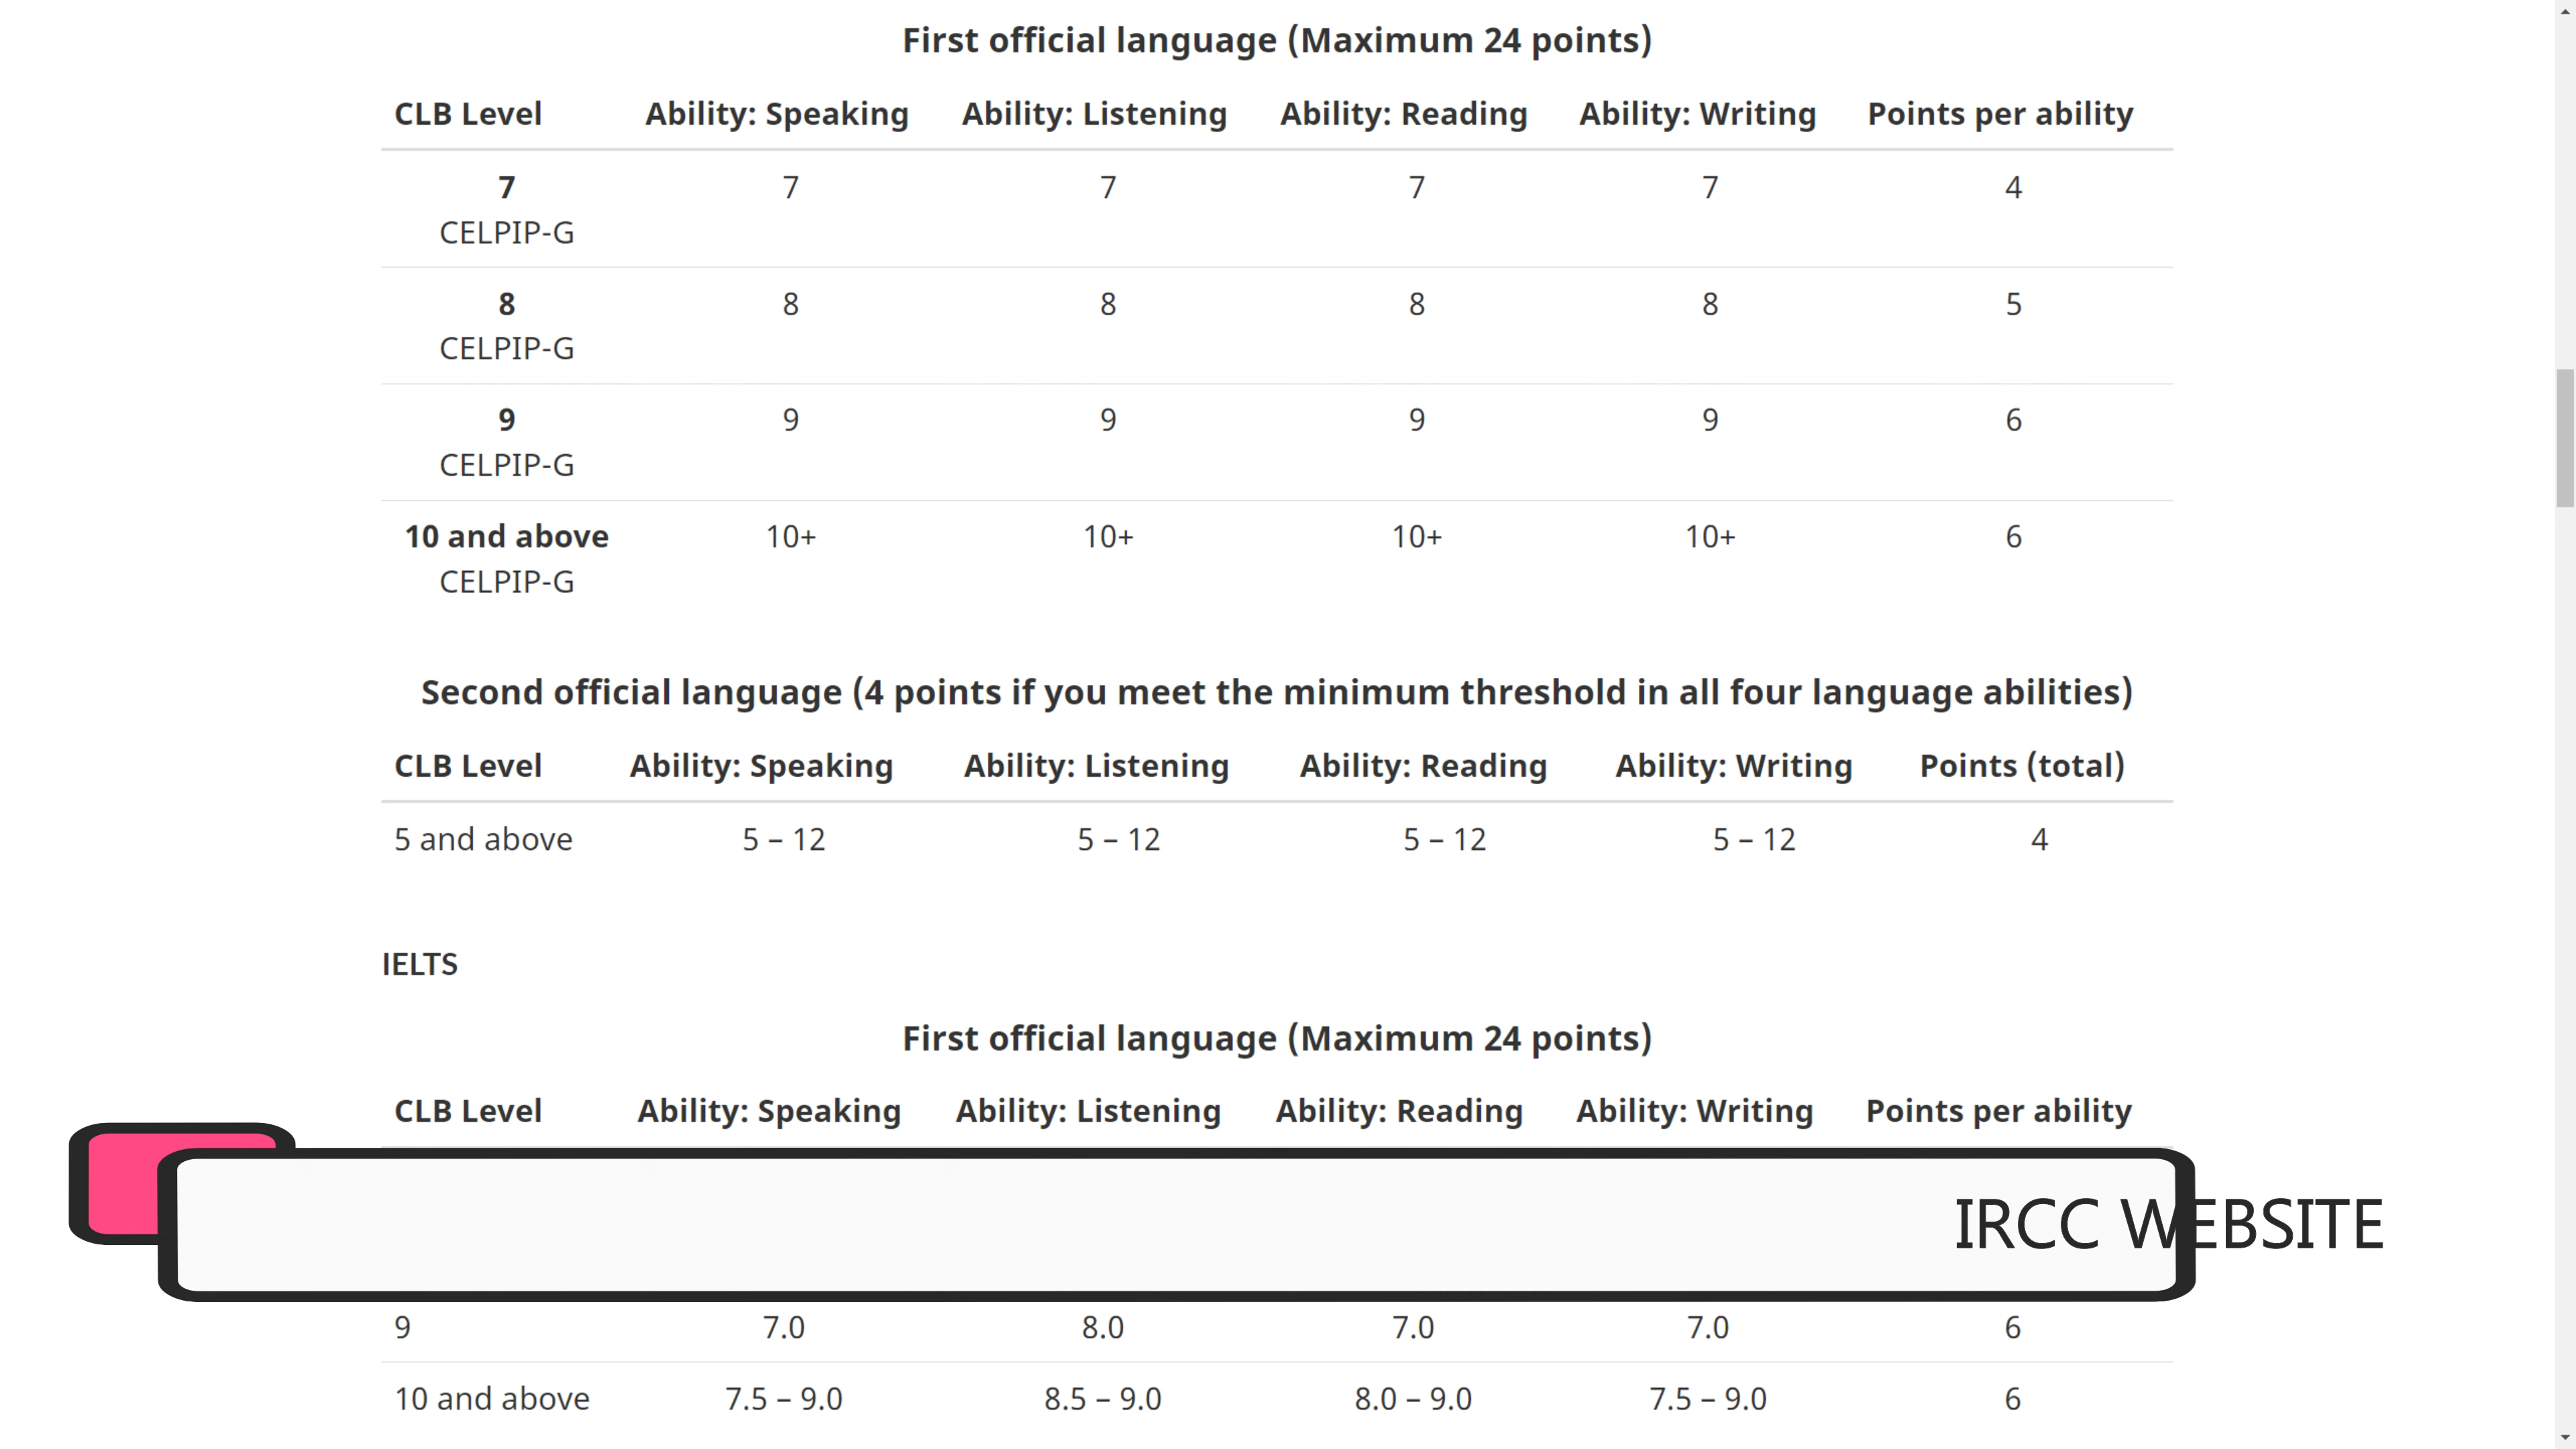 First official language (Maximum 24 points)
CLB Level Ability: Speaking Ability: Listening Ability: Reading Ability: Writing Points per ability
7 7 7 7 7 4
CELPIP-G
8 8 8 8 8 5
CELPIP-G
9 9 9 9 9 6
CELPIP-G
10 and above 10+ 10+ 10+ 10+ 6
CELPIP-G
Second official language (4 points if you meet the minimum threshold in all four language abilities)
CLB Level Ability: Speaking Ability: Listening Ability: Reading Ability: Writing Points (total)
5 and above 5 – 12 5 – 12 5 – 12 5 – 12 4
IELTS
First official language (Maximum 24 points)
CLB Level Ability: Speaking Ability: Listening Ability: Reading Ability: Writing Points per ability
IRCC WEBSITE
9 7.0 8.0 7.0 7.0 6
10 and above 7.5 – 9.0 8.5 – 9.0 8.0 – 9.0 7.5 – 9.0 6